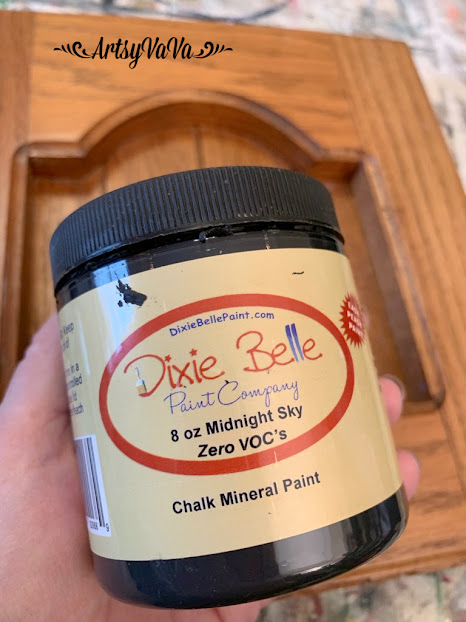 ArtsyVaVa
DixieBellePaint.com
Dixie Belle
Paint Company
8 oz Midnight Sky
Zero VOC's
Chalk Mineral Paint